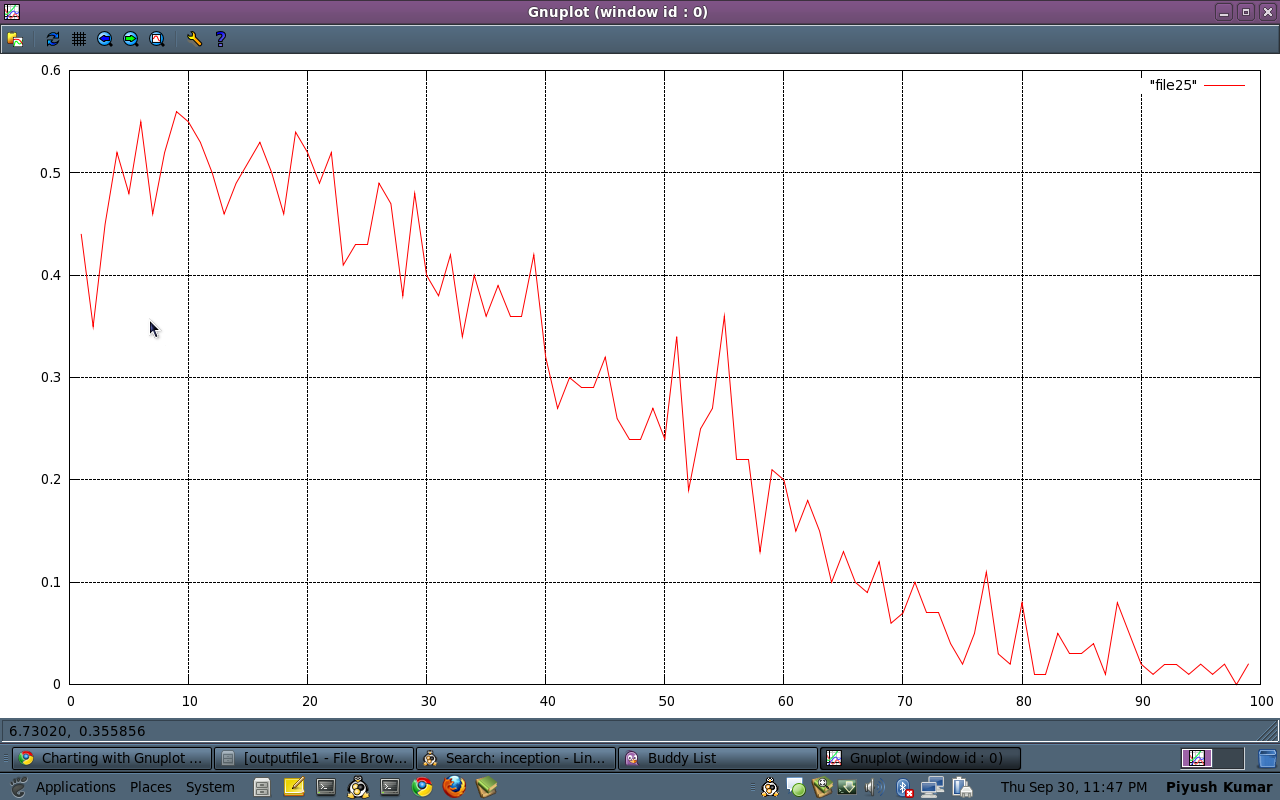 Gnuplot (window id : 0)
"file25"
0.6
0.5
0.4
0.3
0.2
0.1
0
0 10 20 30 40 50 60 70 80 90 100
6.73020, 0.355856
Charting with Gnuplot ... [outputfile1 - File Brow... Search: inception - Lin... Buddy List Gnuplot (window id : 0)
Applications Places System Thu Sep 30, 11:47 PM Piyush Kumar